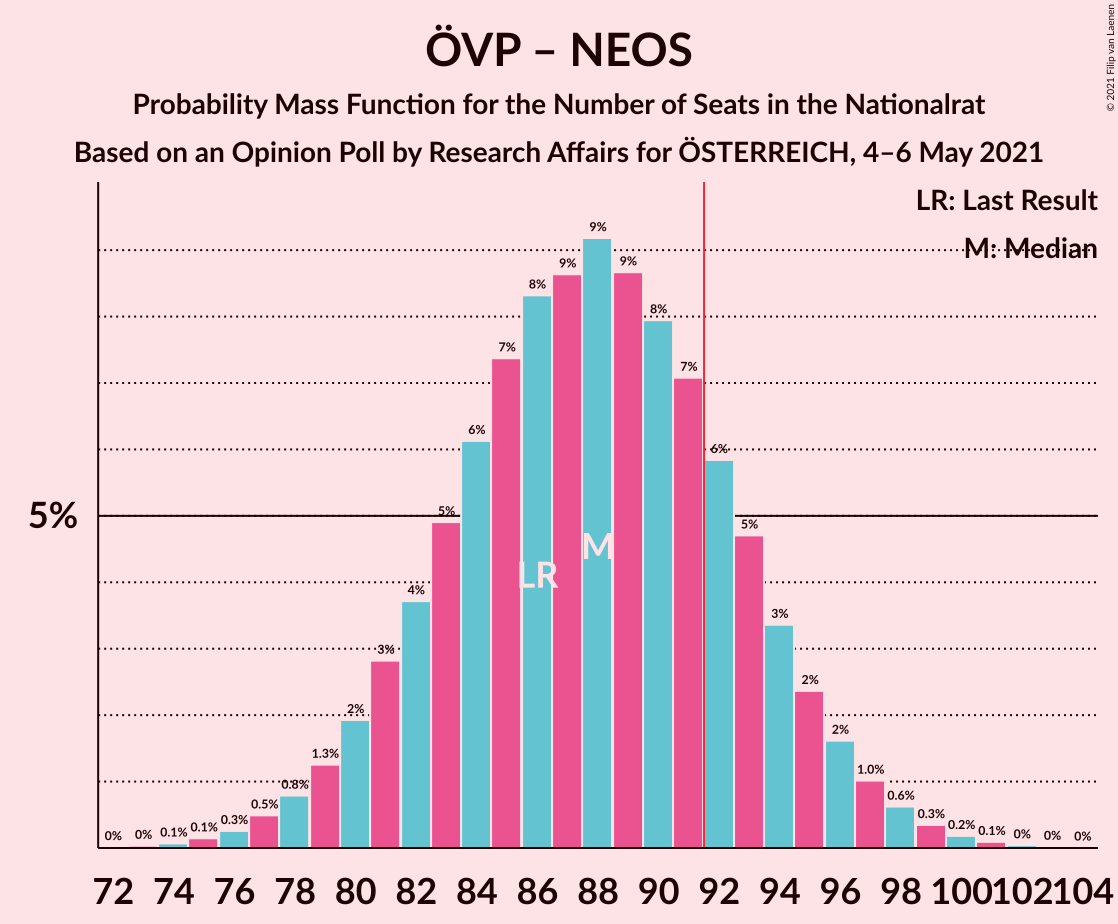 ÖVP – NEOS
Probability Mass Function for the Number of Seats in the Nationalrat
Based on an Opinion Poll by Research Affairs for ÖSTERREICH, 4–6 May 2021
© 2021 Filip van Laenen
LR: Last Result
M: Median
5%
0% 0% 0.1% 0.1% 0.3% 0.5% 0.8% 1.3% 2% 3% 4% 5% 6% 7% 8% 9% 9% 9% 8% 7% 6% 5% 3% 2% 2% 1.0% 0.6% 0.3% 0.2% 0.1% 0% 0% 0%
LR M
72 74 76 78 80 82 84 86 88 90 92 94 96 98 100 102 104